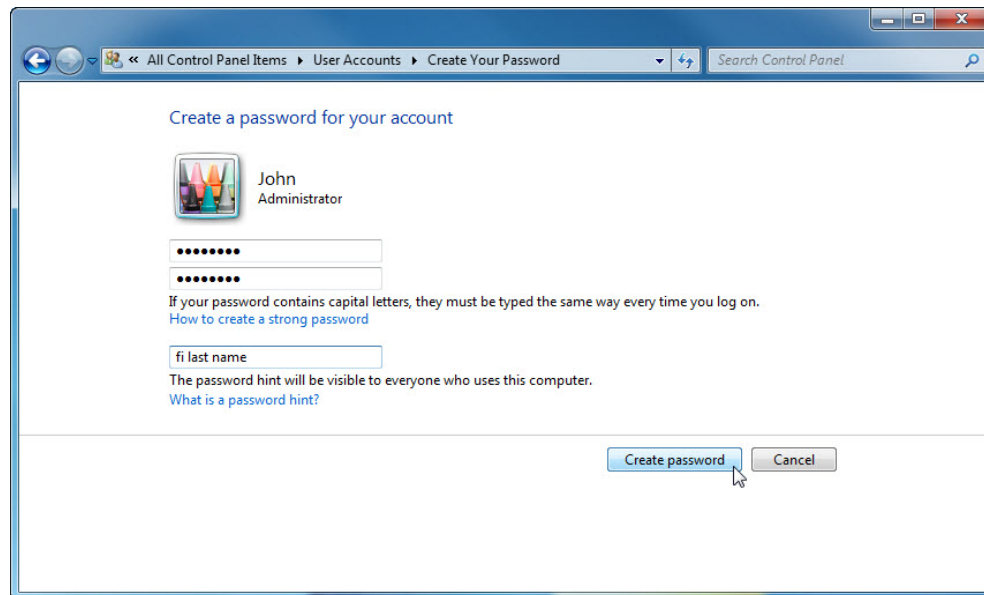 « All Control Panel Items ▸ User Accounts ▸ Create Your Password Search Control Panel
Create a password for your account
John
Administrator
••••••••
••••••••
If your password contains capital letters, they must be typed the same way every time you log on.
How to create a strong password
fi last name
The password hint will be visible to everyone who uses this computer.
What is a password hint?
Create password Cancel